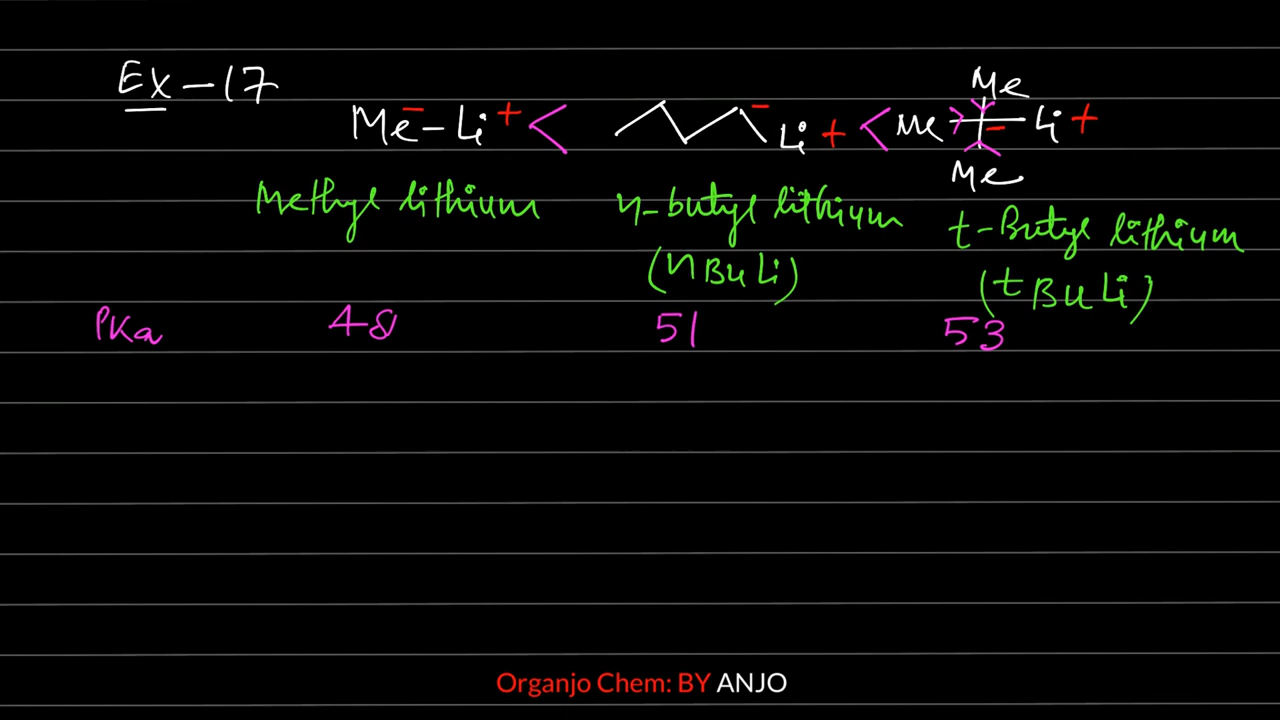 Ex-17
Me
Me-Li+ < Li+ < Me Li+
Me
Methyl lithium n-butyl lithium t-Butyl lithium
(nBuLi) (tBuLi)
PKa 48 51 53
Organjo Chem: BY ANJO